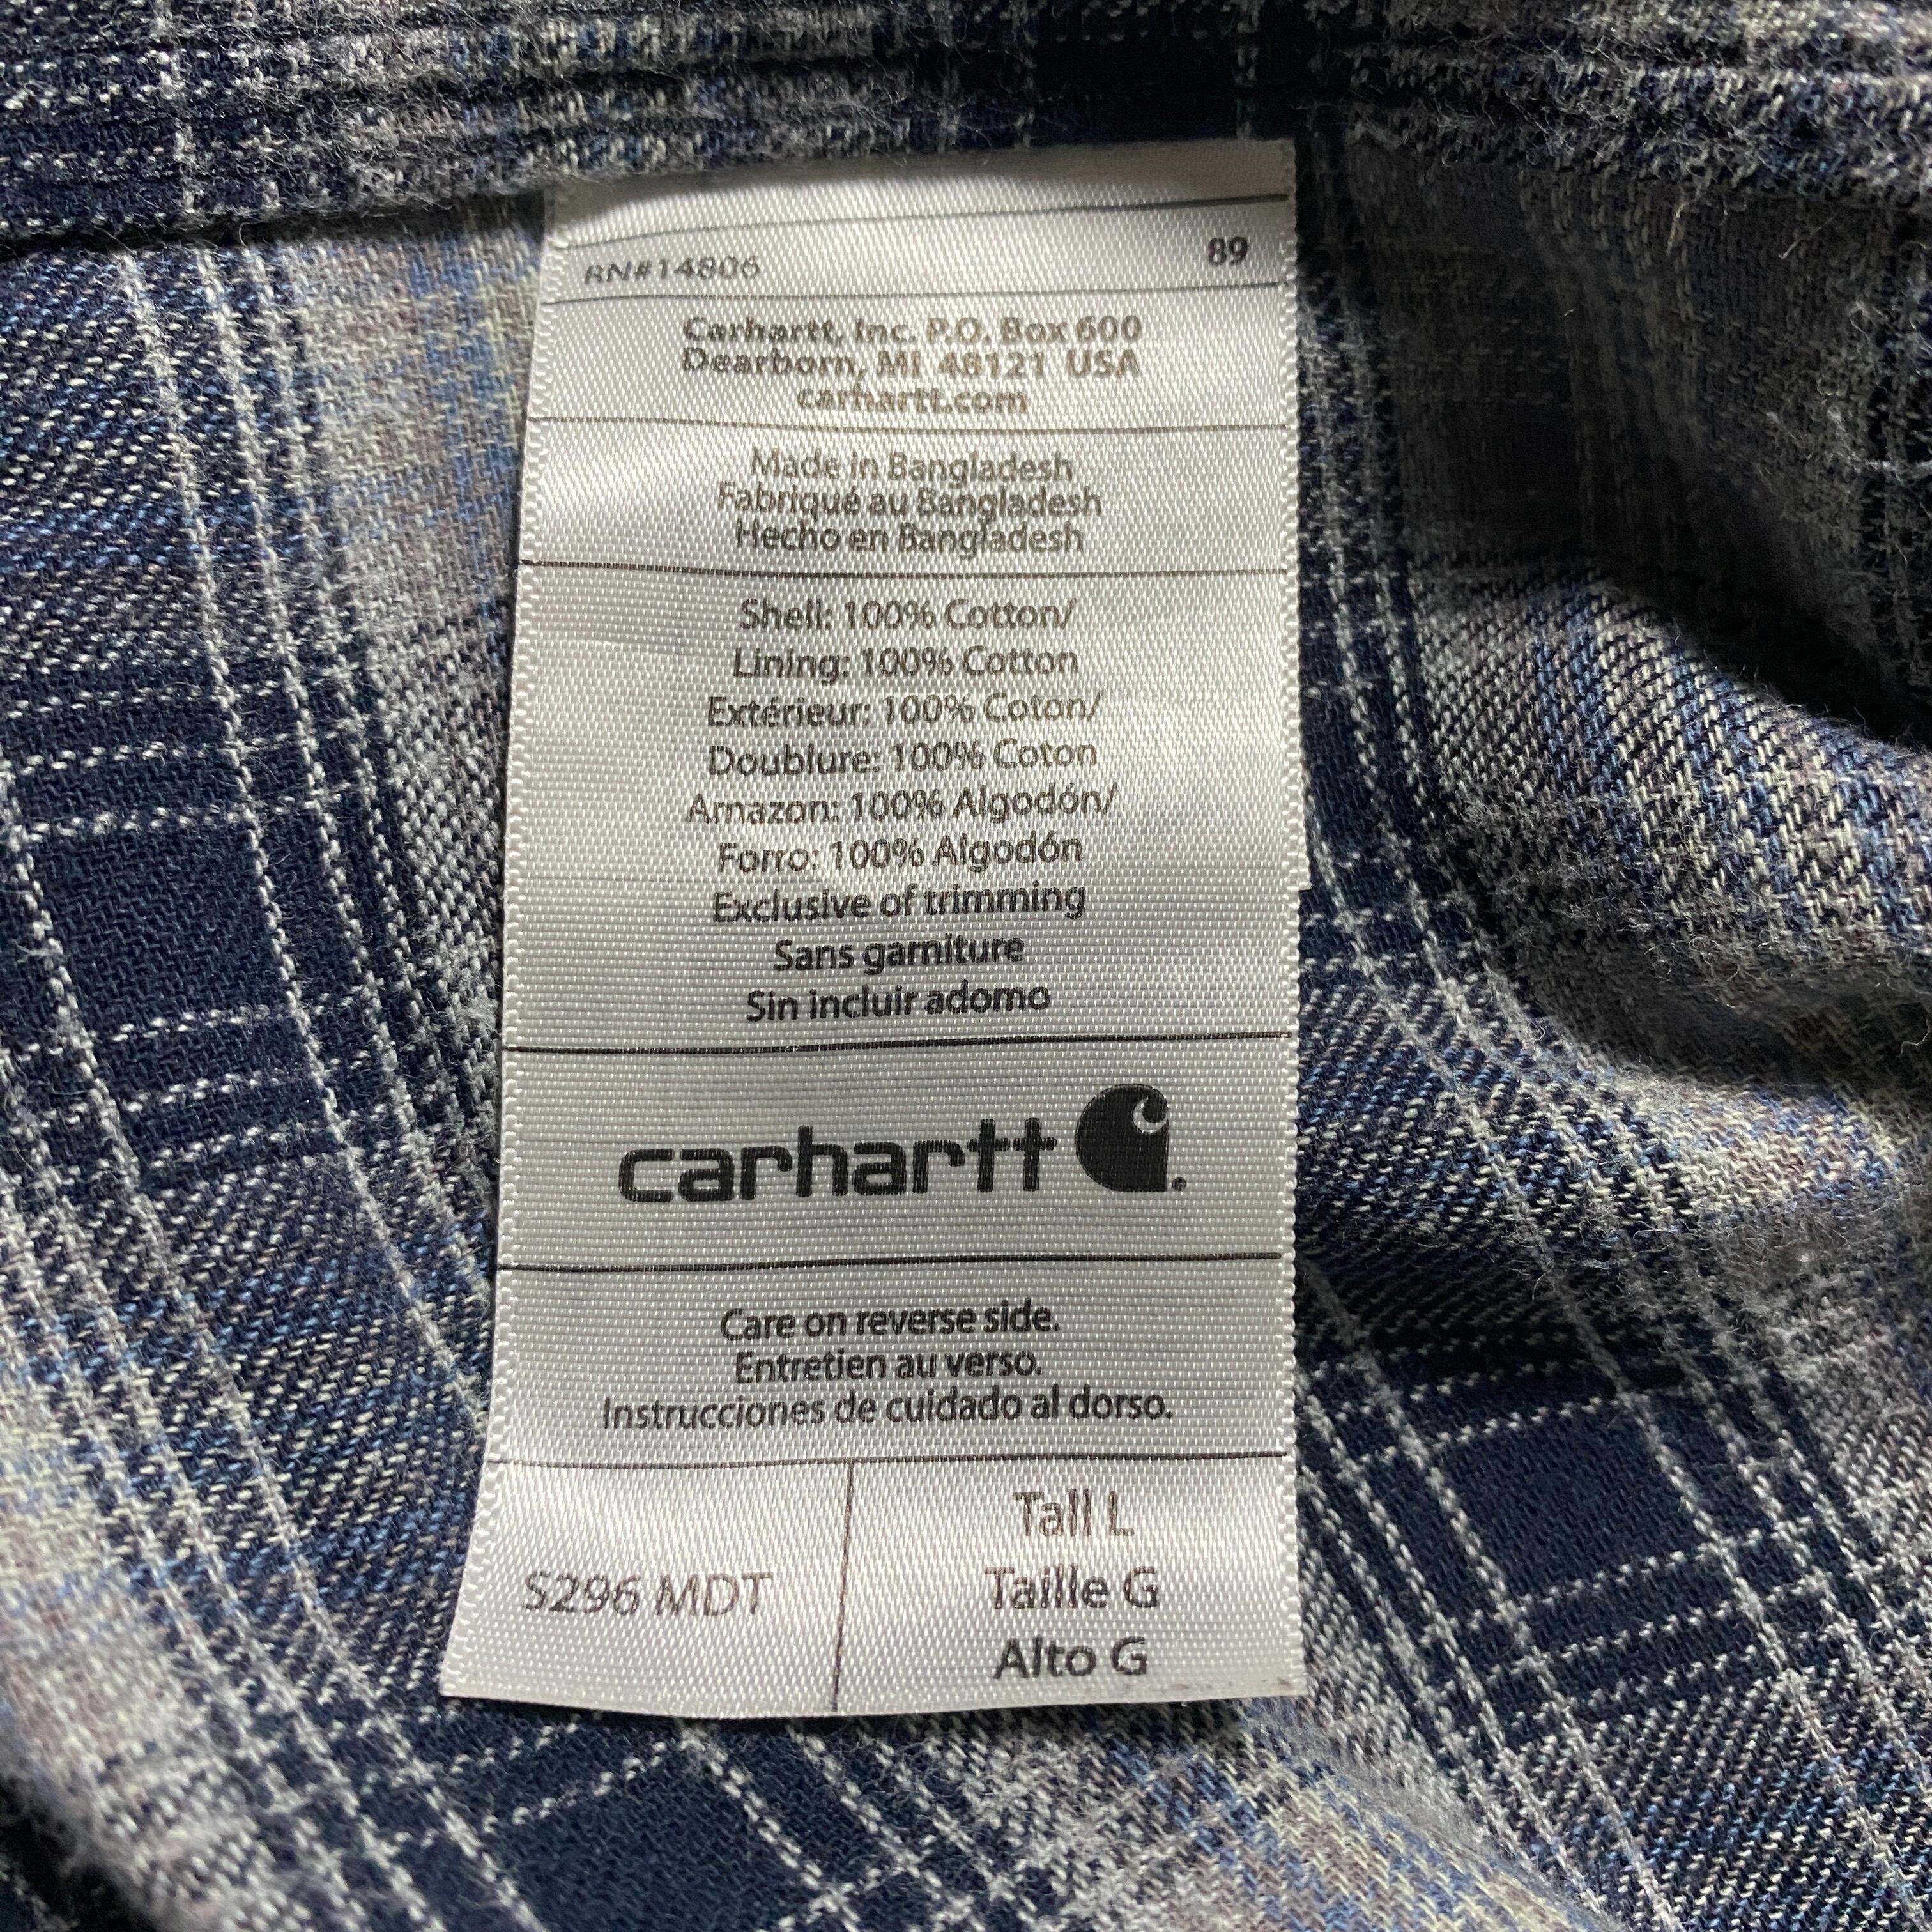 RN#14806 89
Carhartt, Inc. P.O. Box 600
Dearborn, MI 48121 USA
carhartt.com
Made in Bangladesh
Fabriqué au Bangladesh
Hecho en Bangladesh
Shell: 100% Cotton/
Lining: 100% Cotton
Extérieur: 100% Coton/
Doublure: 100% Coton
Amazon: 100% Algodón/
Forro: 100% Algodón
Exclusive of trimming
Sans garniture
Sin incluir adorno
carhartt
Care on reverse side.
Entretien au verso.
Instrucciones de cuidado al dorso.
S296 MDT
Tall L
Taille G
Alto G